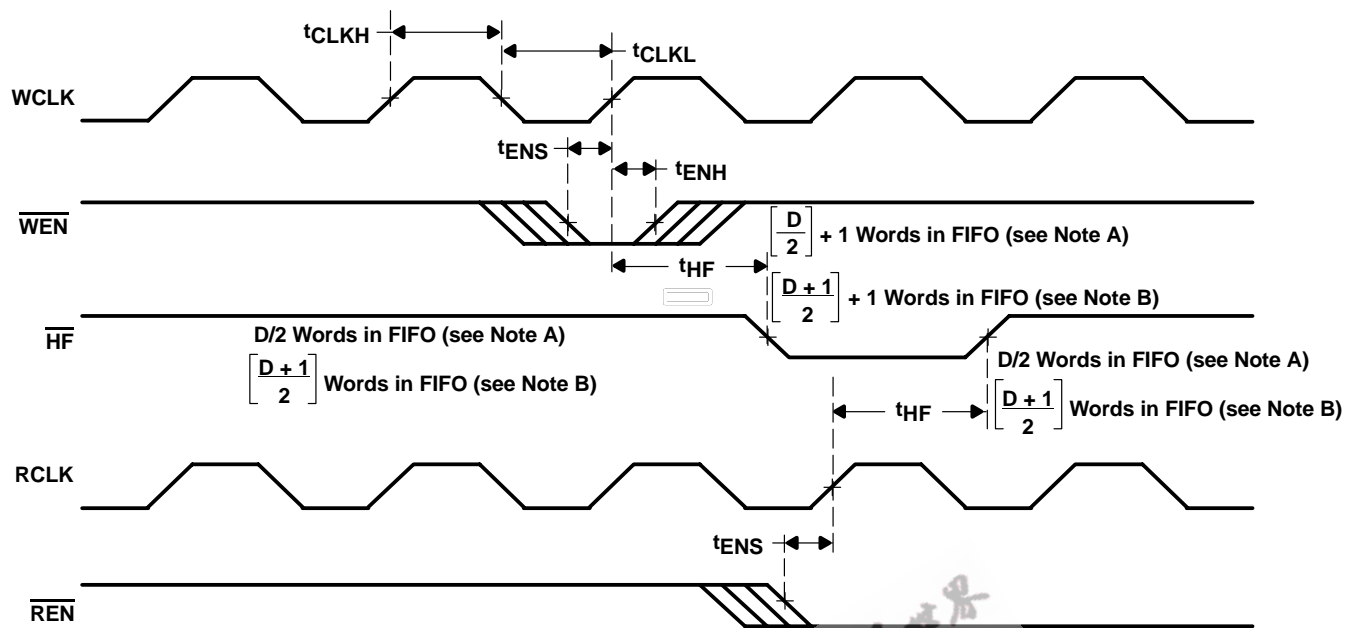 tCLKH
tCLKL
WCLK
tENS
tENH
WEN
[D/2] + 1 Words in FIFO (see Note A)
tHF
[D + 1/2] + 1 Words in FIFO (see Note B)
HF
D/2 Words in FIFO (see Note A)
[D + 1/2] Words in FIFO (see Note B)
D/2 Words in FIFO (see Note A)
tHF
[D + 1/2] Words in FIFO (see Note B)
RCLK
tENS
REN